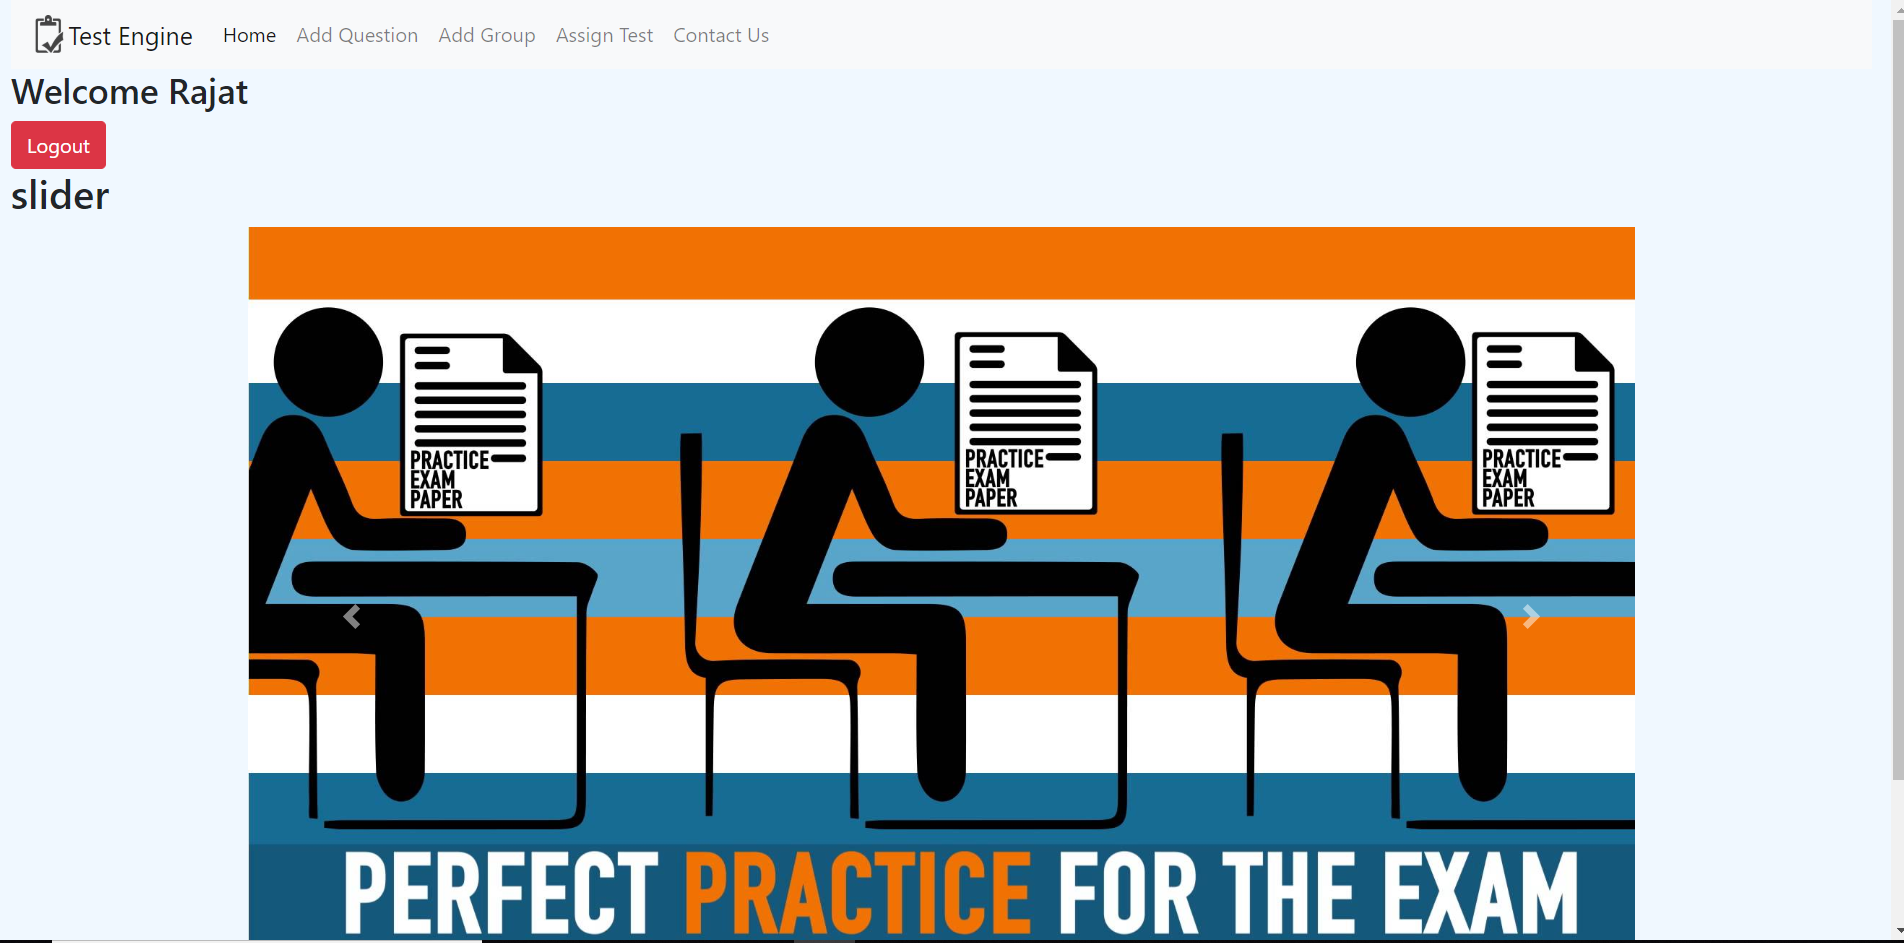 Test Engine Home Add Question Add Group Assign Test Contact Us
Welcome Rajat
Logout
slider
PRACTICE
EXAM
PAPER
PRACTICE
EXAM
PAPER
PRACTICE
EXAM
PAPER
PERFECT PRACTICE FOR THE EXAM